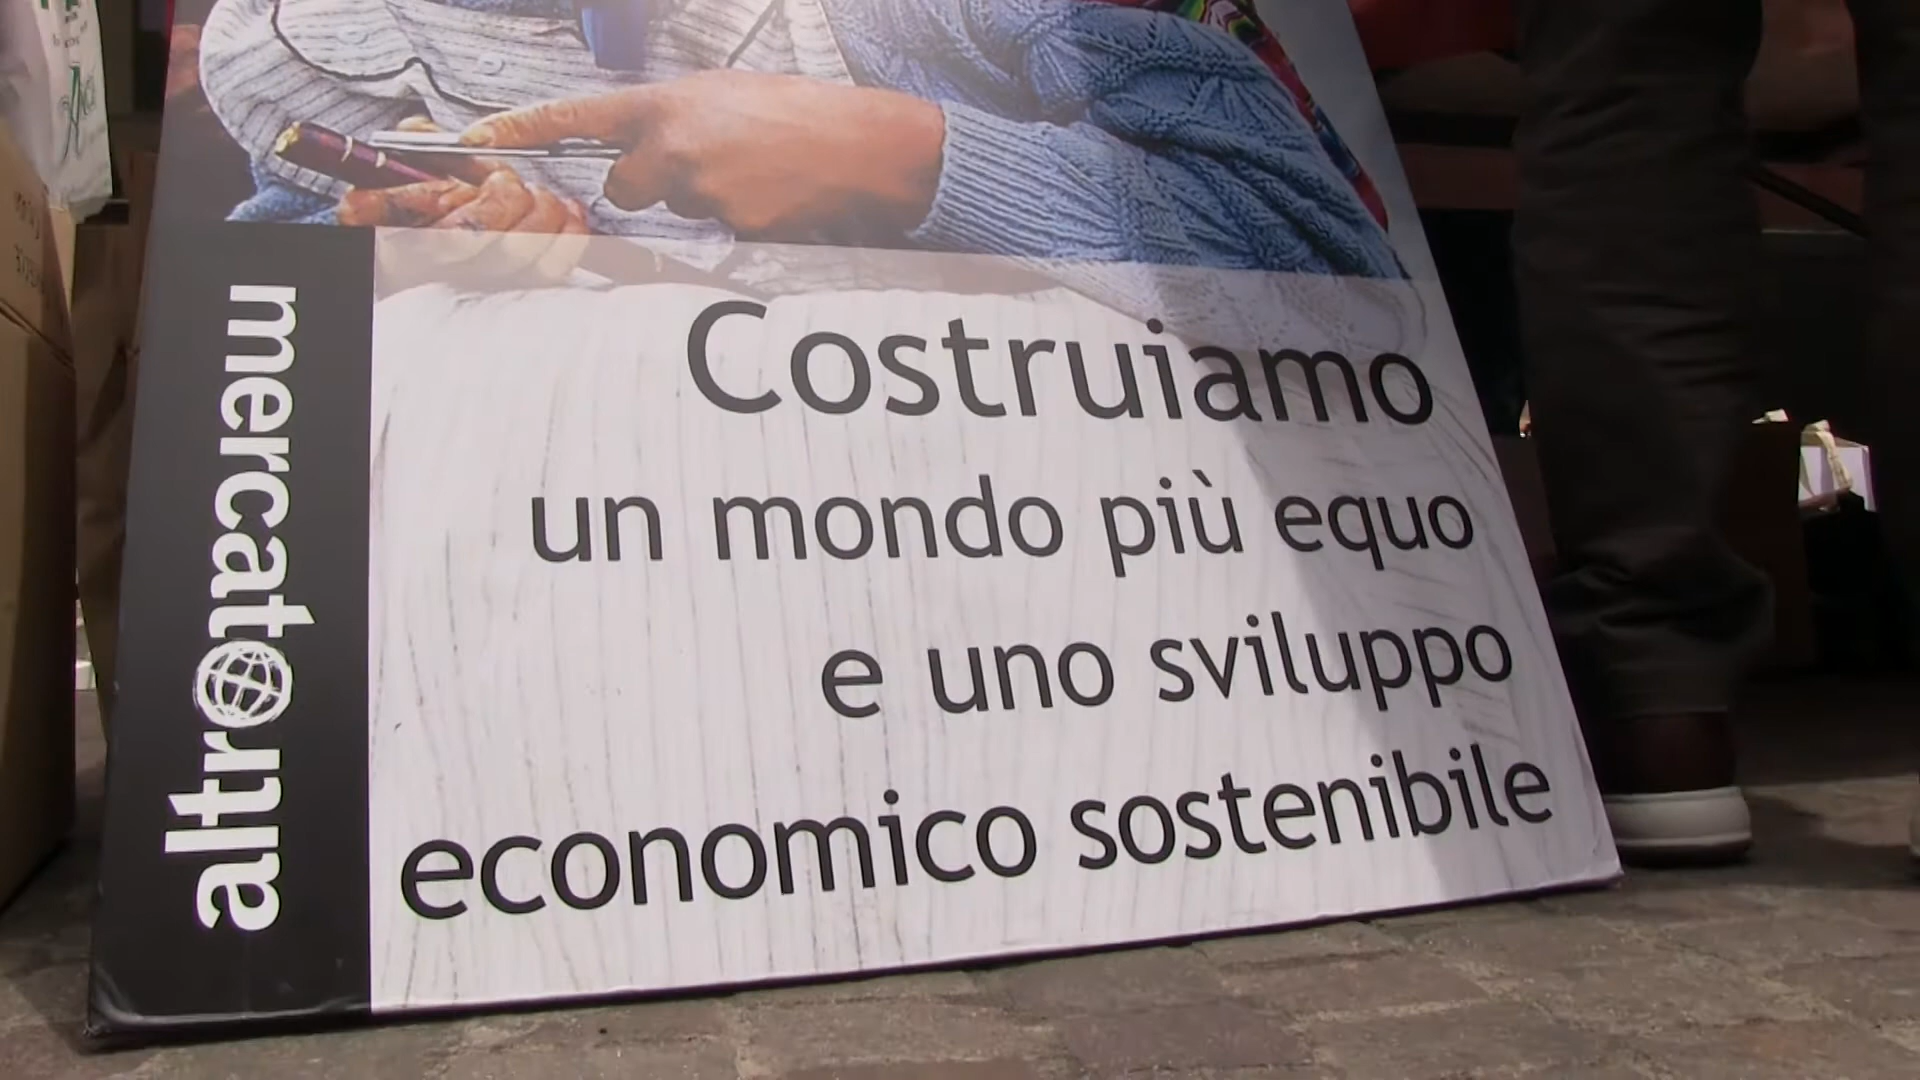 altromercato
Costruiamo
un mondo più equo
e uno sviluppo
economico sostenibile